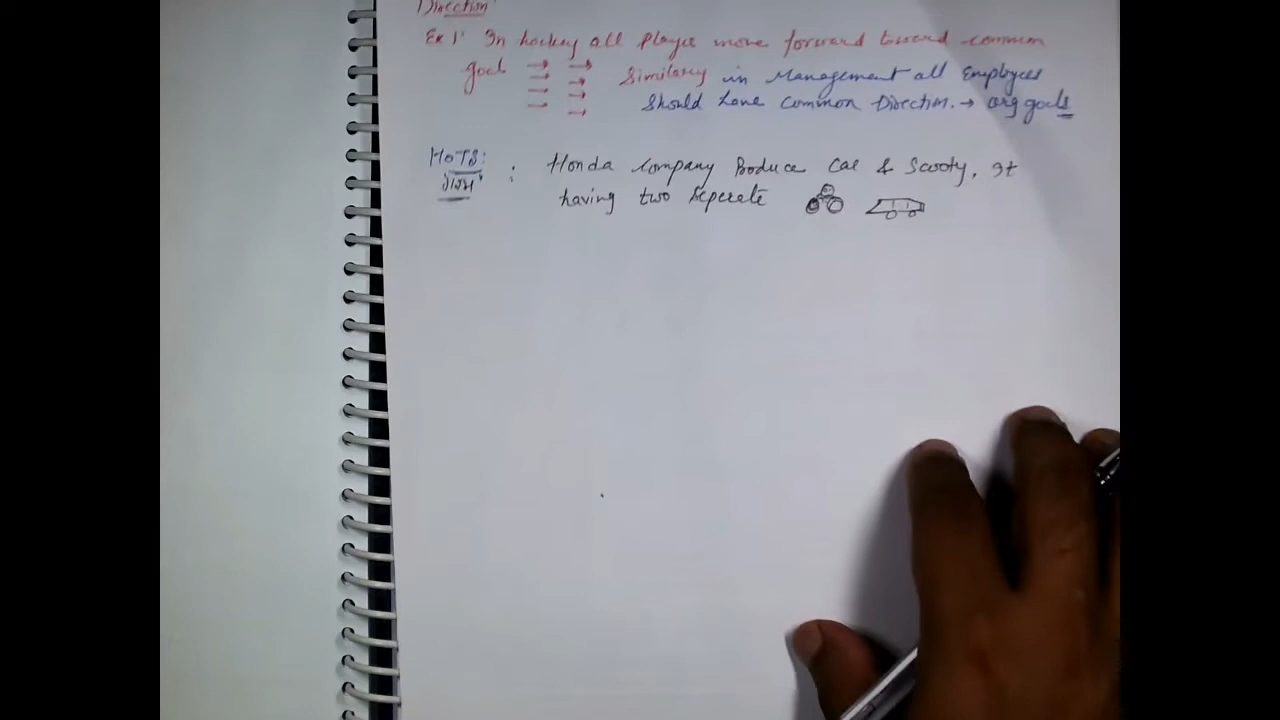 Direction
Ex 1: In hockey all Player move forward toward common
goal → → → → → → → → Similary in Management all Employees
Should have common Direction. → org goals
HOTS: : Honda company Produce Car & Scooty, It
having two Seperate